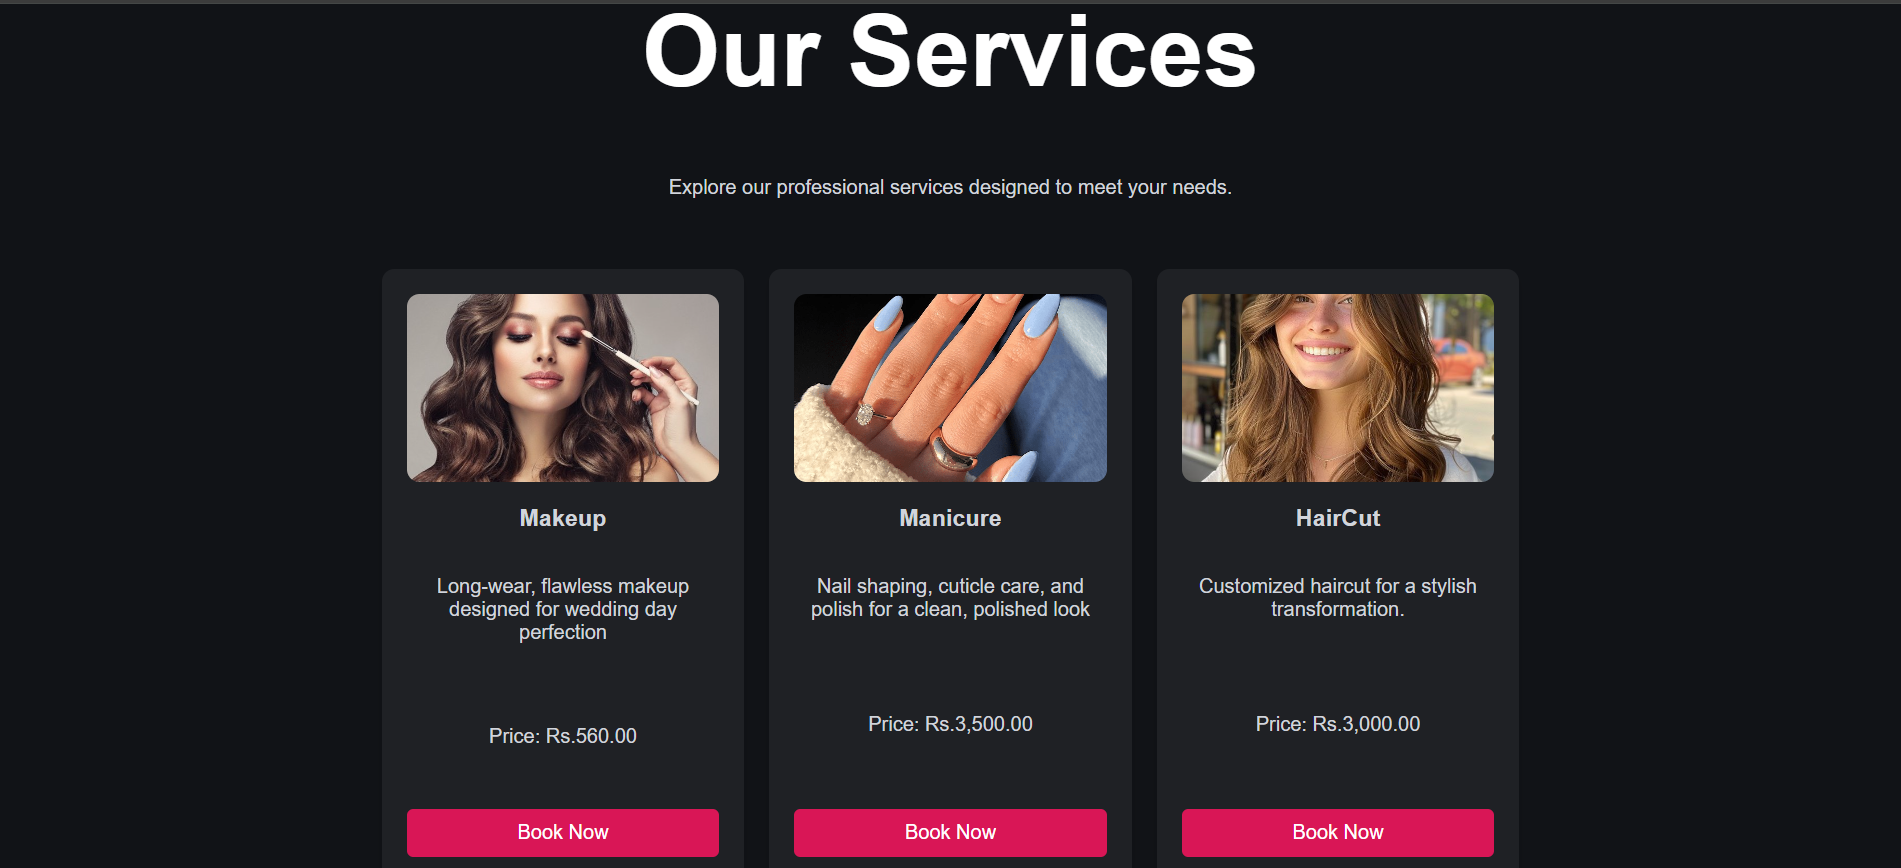 Our Services
Explore our professional services designed to meet your needs.
Makeup
Long-wear, flawless makeup
designed for wedding day
perfection
Price: Rs.560.00
Book Now
Manicure
Nail shaping, cuticle care, and
polish for a clean, polished look
Price: Rs.3,500.00
Book Now
HairCut
Customized haircut for a stylish
transformation.
Price: Rs.3,000.00
Book Now